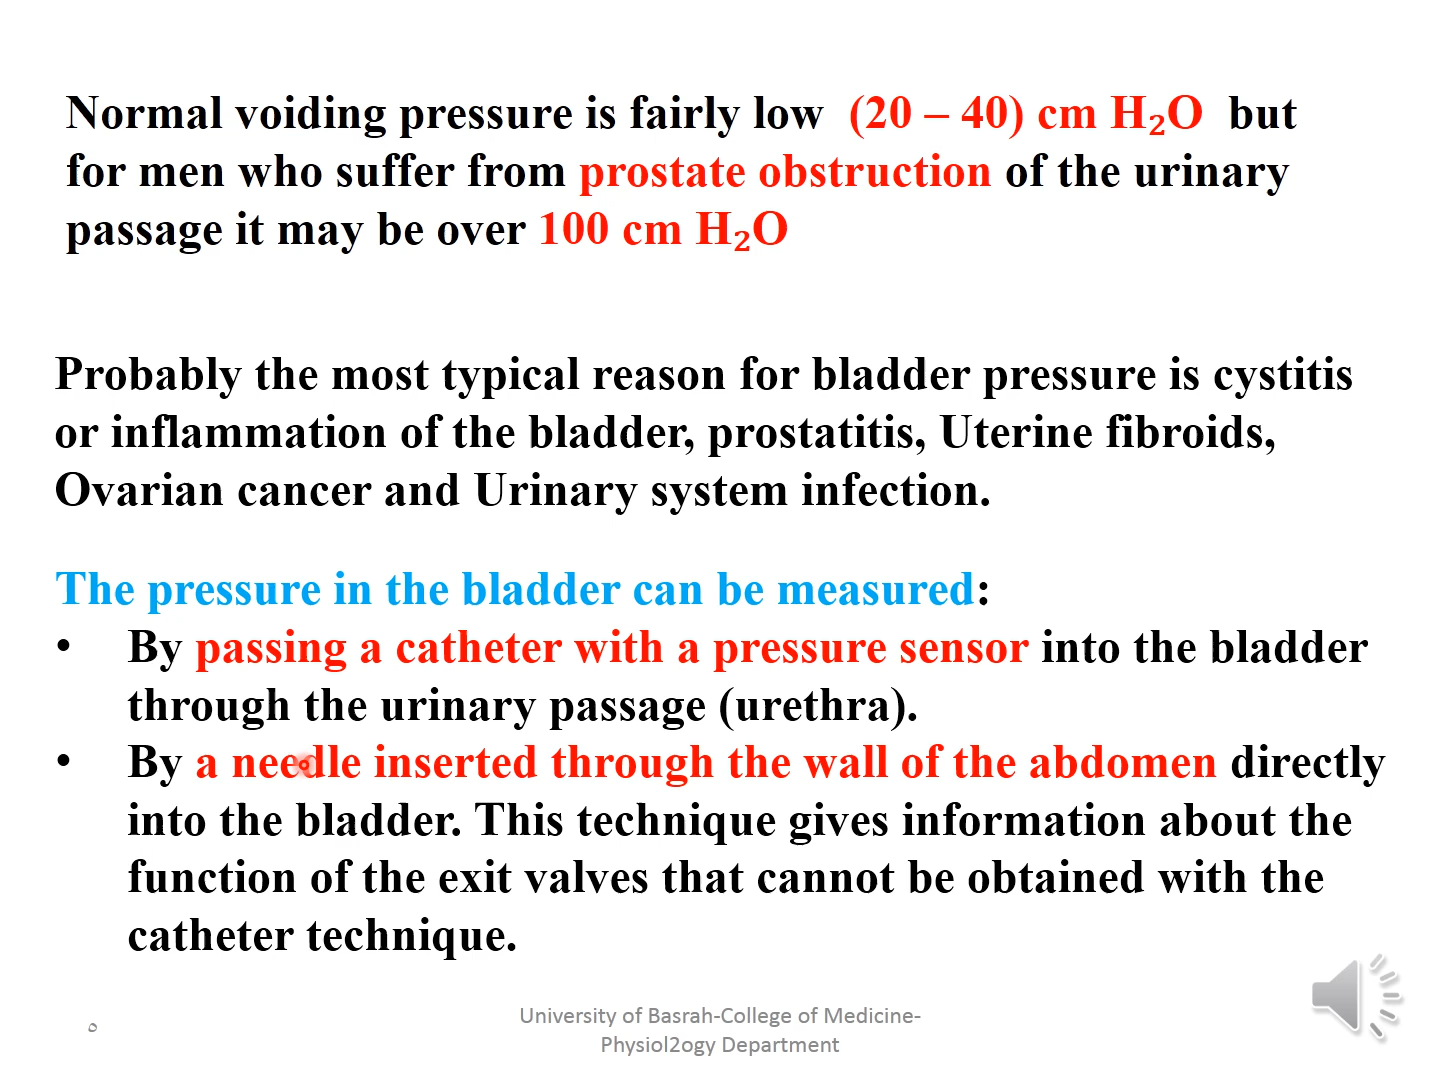 Normal voiding pressure is fairly low (20 – 40) cm H₂O but
for men who suffer from prostate obstruction of the urinary
passage it may be over 100 cm H₂O
Probably the most typical reason for bladder pressure is cystitis
or inflammation of the bladder, prostatitis, Uterine fibroids,
Ovarian cancer and Urinary system infection.
The pressure in the bladder can be measured:
• By passing a catheter with a pressure sensor into the bladder
through the urinary passage (urethra).
• By a needle inserted through the wall of the abdomen directly
into the bladder. This technique gives information about the
function of the exit valves that cannot be obtained with the
catheter technique.
٥
University of Basrah-College of Medicine-
Physiol2ogy Department